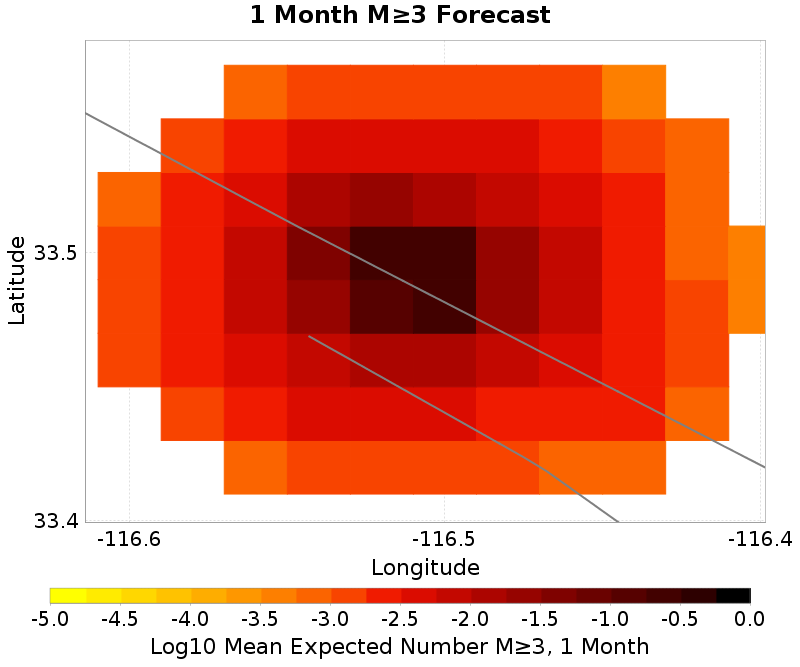 1 Month M≥3 Forecast
Latitude
33.5
33.4
-116.6 -116.5 -116.4
Longitude
-5.0 -4.5 -4.0 -3.5 -3.0 -2.5 -2.0 -1.5 -1.0 -0.5 0.0
Log10 Mean Expected Number M≥3, 1 Month